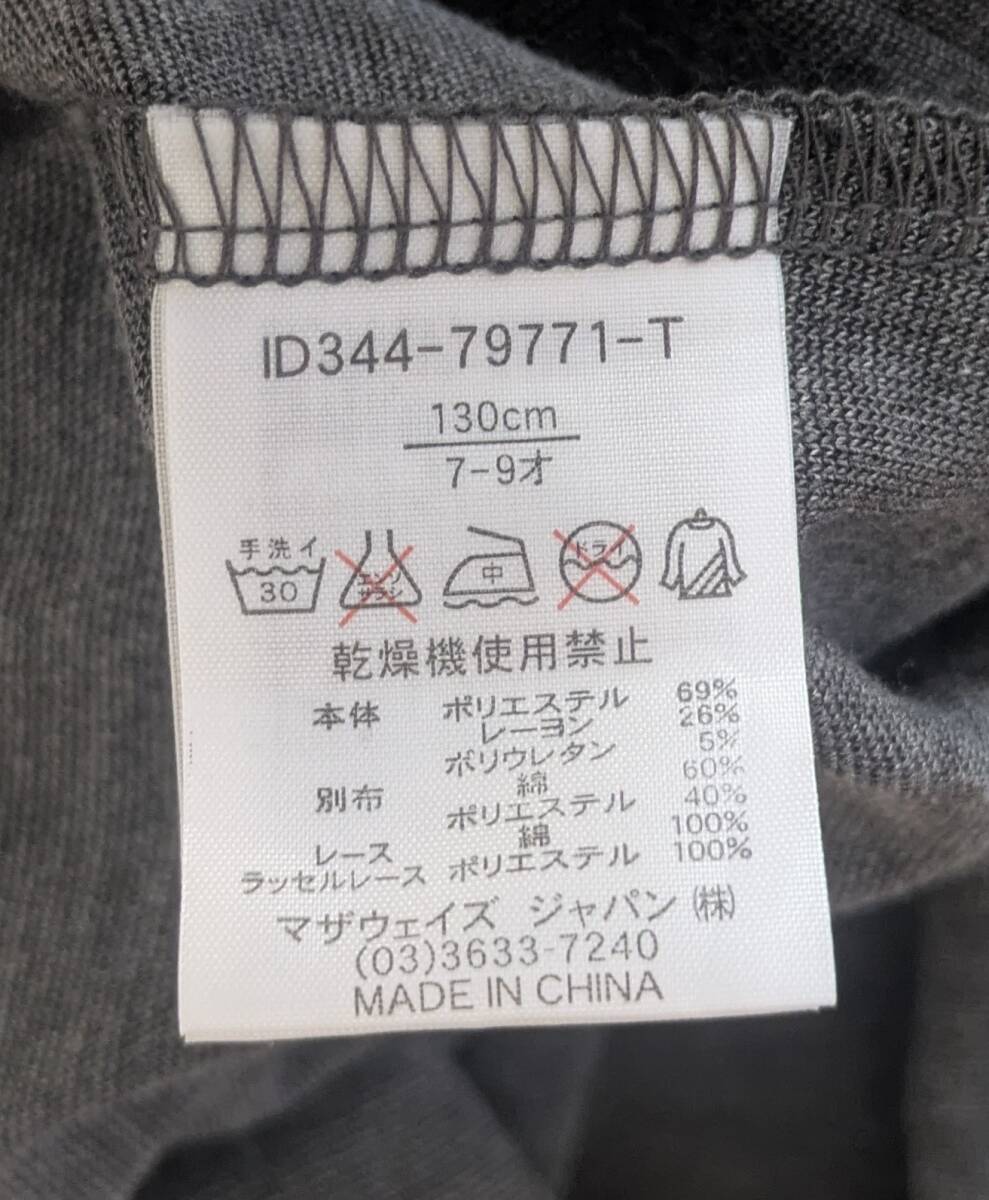 ID344-79771-T
130cm
7-9才
手洗イ
30
エンソ
サラシ
中
ドライ
乾燥機使用禁止
本体 ポリエステル 69%
レーヨン 26%
ポリウレタン 5%
別布 綿 60%
ポリエステル 40%
レース 綿 100%
ラッセルレース ポリエステル 100%
マザウェイズ ジャパン (株)
(03)3633-7240
MADE IN CHINA